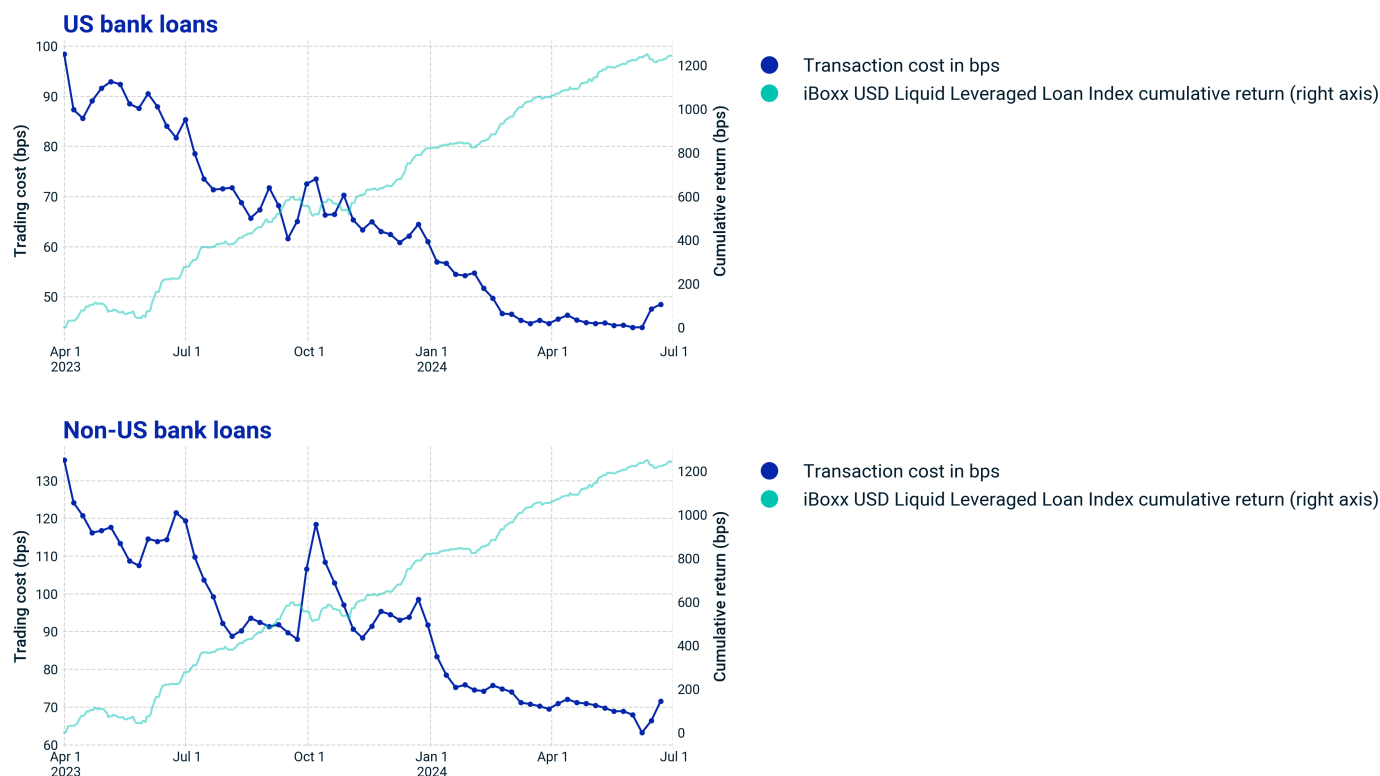 US bank loans
Trading cost (bps)
100
90
80
70
60
50
Cumulative return (bps)
1200
1000
800
600
400
200
0
Apr 1
2023
Jul 1
Oct 1
Jan 1
2024
Apr 1
Jul 1
Transaction cost in bps
iBoxx USD Liquid Leveraged Loan Index cumulative return (right axis)
Non-US bank loans
Trading cost (bps)
130
120
110
100
90
80
70
60
Cumulative return (bps)
1200
1000
800
600
400
200
0
Apr 1
2023
Jul 1
Oct 1
Jan 1
2024
Apr 1
Jul 1
Transaction cost in bps
iBoxx USD Liquid Leveraged Loan Index cumulative return (right axis)